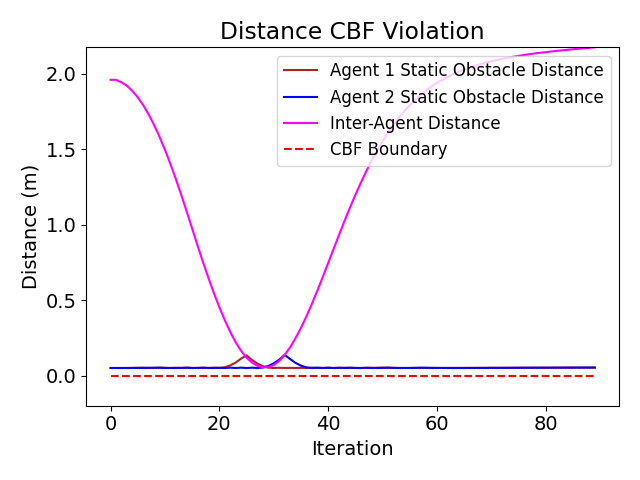 Distance CBF Violation
Agent 1 Static Obstacle Distance
Agent 2 Static Obstacle Distance
Inter-Agent Distance
CBF Boundary
Distance (m)
2.0
1.5
1.0
0.5
0.0
0 20 40 60 80
Iteration